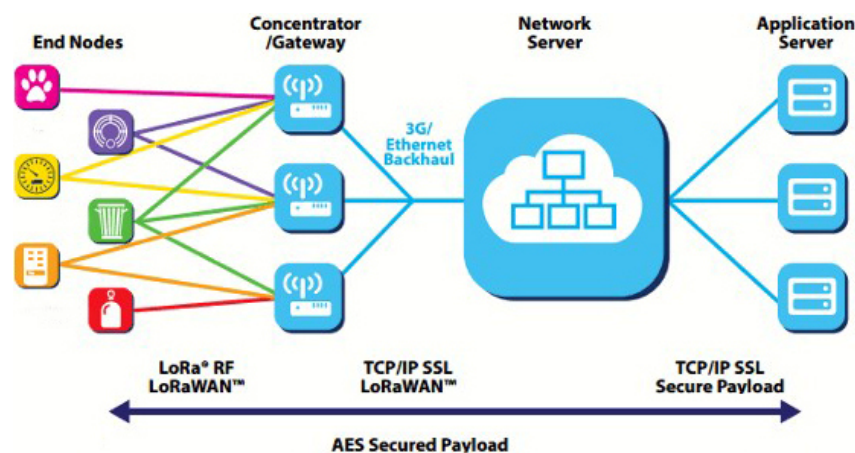 End Nodes
Concentrator
/Gateway
Network
Server
Application
Server
3G/
Ethernet
Backhaul
LoRa® RF
LoRaWAN™
TCP/IP SSL
LoRaWAN™
TCP/IP SSL
Secure Payload
AES Secured Payload